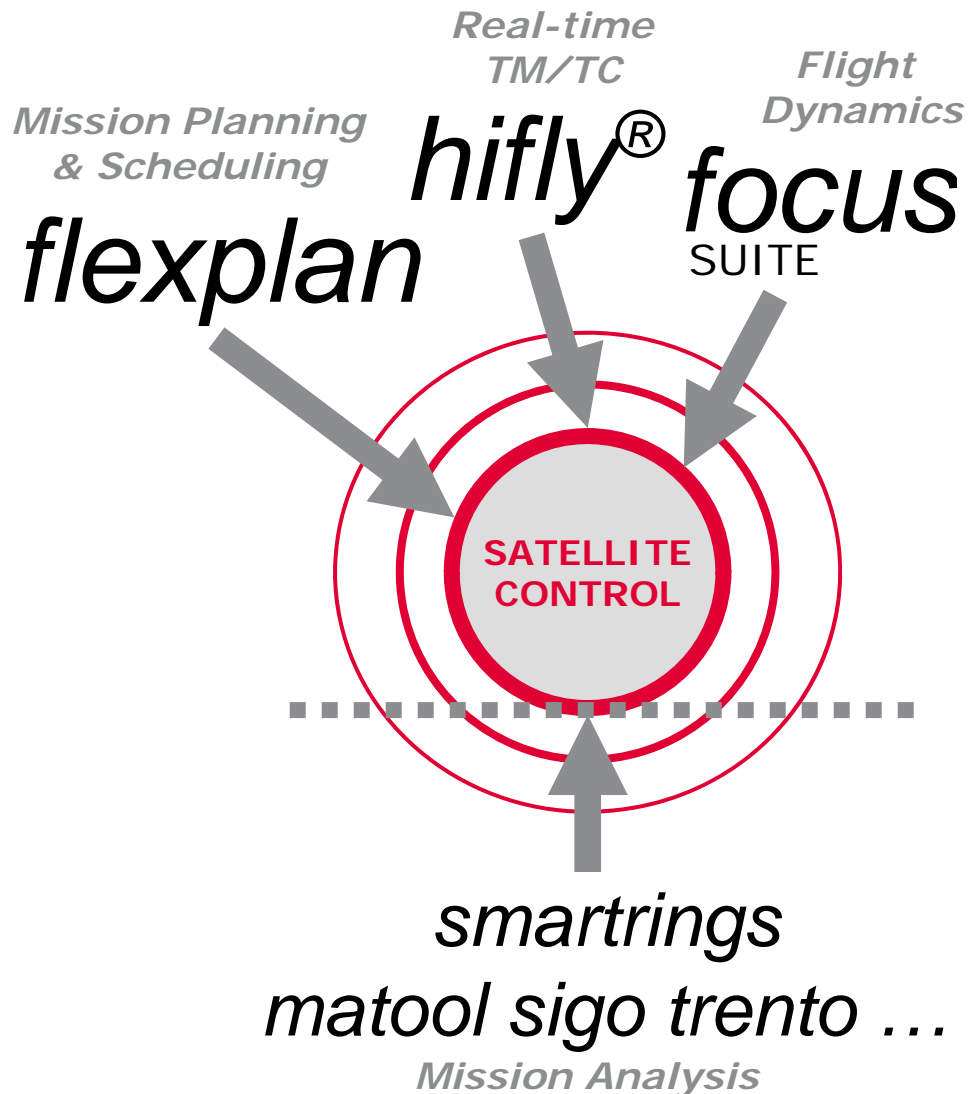 Real-time
TM/TC
hifly®
Flight
Dynamics
focus
SUITE
Mission Planning
& Scheduling
flexplan
SATELLITE
CONTROL
smartrings
matool sigo trento …
Mission Analysis